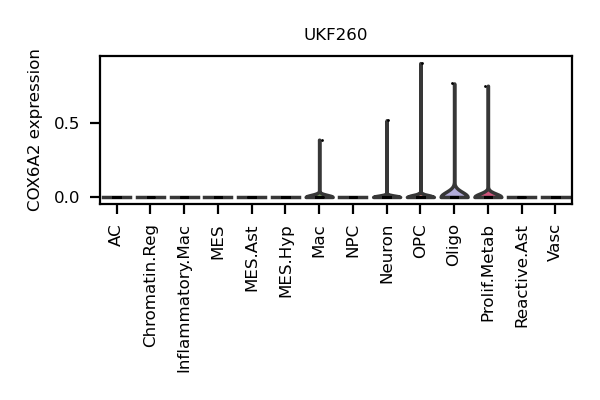 UKF260
COX6A2 expression
0.5
0.0
AC
Chromatin.Reg
Inflammatory.Mac
MES
MES.Ast
MES.Hyp
Mac
NPC
Neuron
OPC
Oligo
Prolif.Metab
Reactive.Ast
Vasc